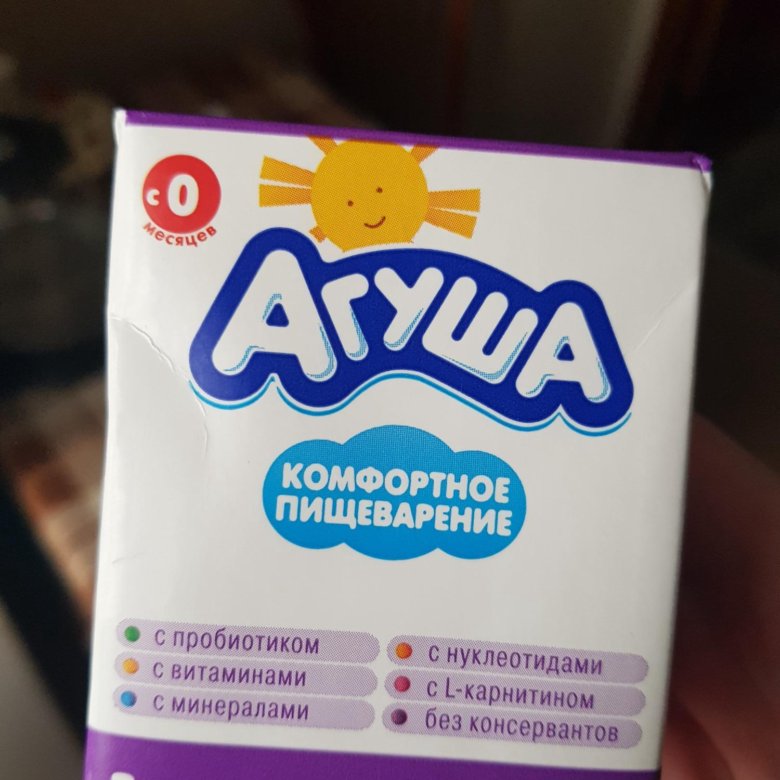 с 0
месяцев
АГУША
КОМФОРТНОЕ
ПИЩЕВАРЕНИЕ
с пробиотиком
с витаминами
с минералами
с нуклеотидами
с L-карнитином
без консервантов